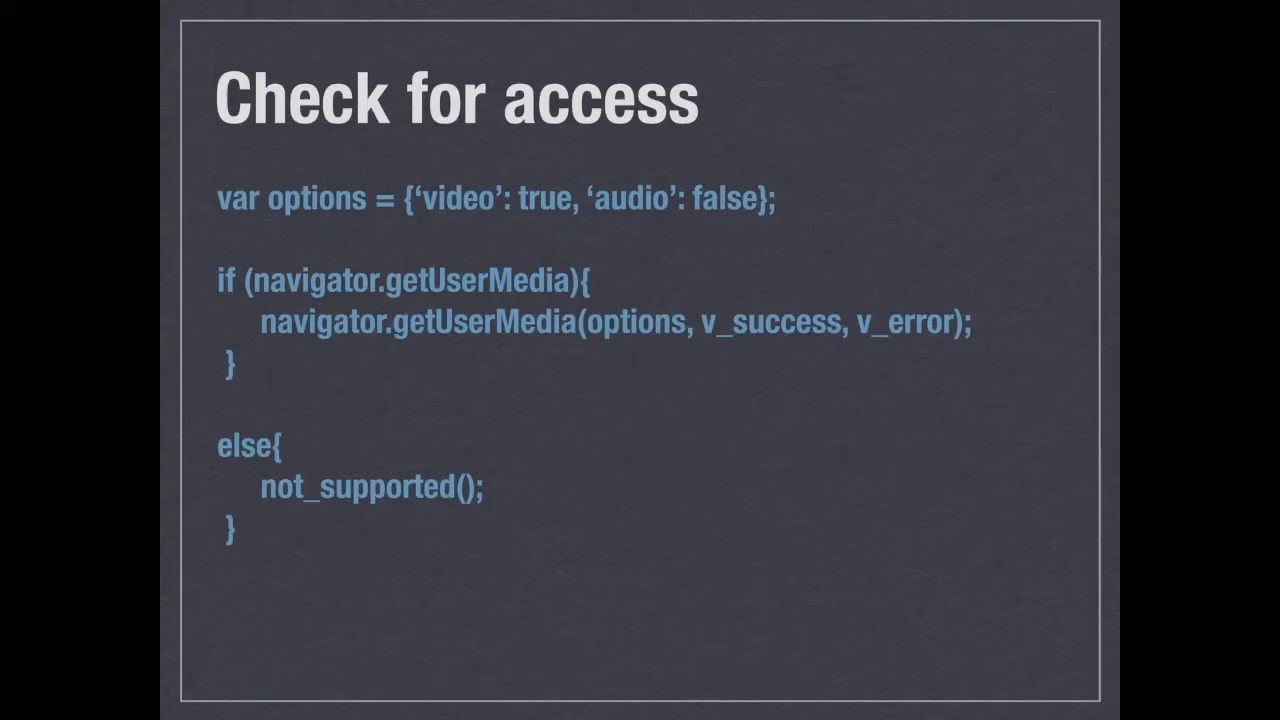 Check for access
var options = {‘video’: true, ‘audio’: false};
if (navigator.getUserMedia){
navigator.getUserMedia(options, v_success, v_error);
}
else{
not_supported();
}